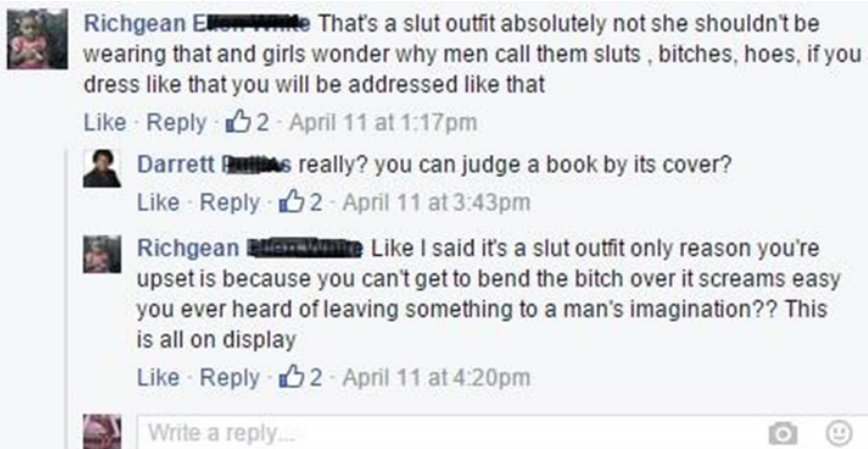 Richgean That's a slut outfit absolutely not she shouldn't be
wearing that and girls wonder why men call them sluts , bitches, hoes, if you
dress like that you will be addressed like that
Like · Reply · 2 · April 11 at 1:17pm
Darrett really? you can judge a book by its cover?
Like · Reply · 2 · April 11 at 3:43pm
Richgean Like I said it's a slut outfit only reason you're
upset is because you can't get to bend the bitch over it screams easy
you ever heard of leaving something to a man's imagination?? This
is all on display
Like · Reply · 2 · April 11 at 4:20pm
Write a reply...